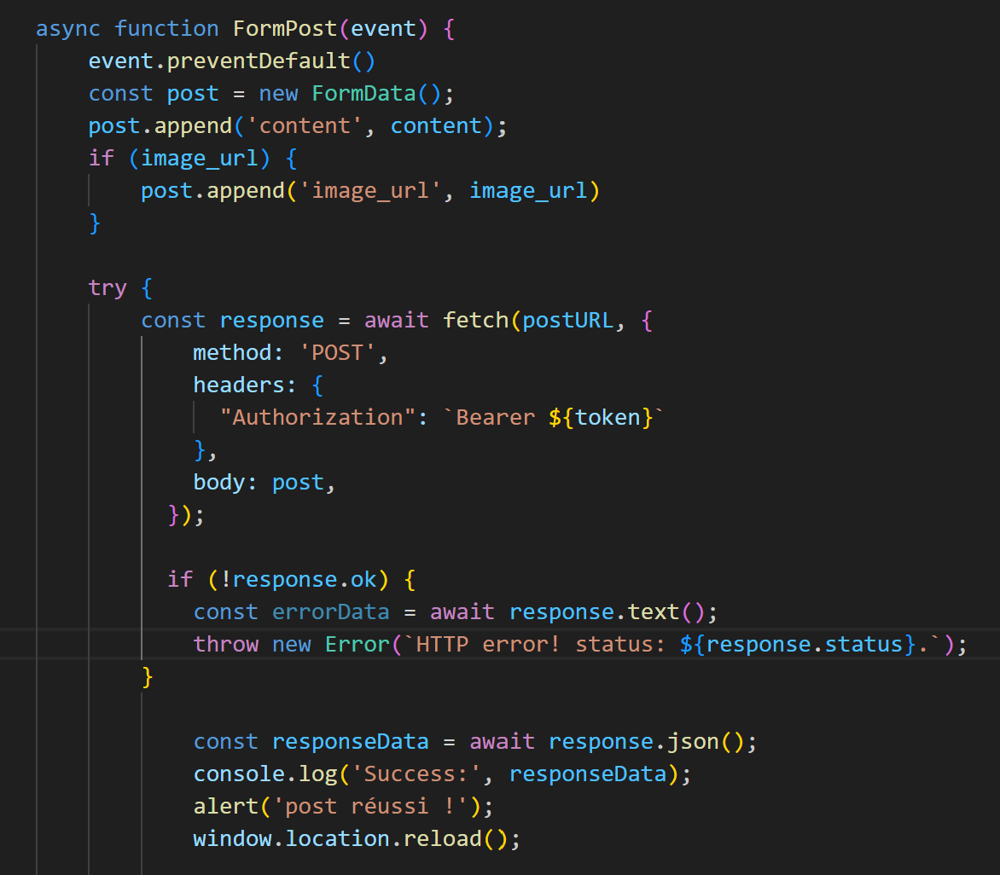 async function FormPost(event) {
event.preventDefault()
const post = new FormData();
post.append('content', content);
if (image_url) {
post.append('image_url', image_url)
}
try {
const response = await fetch(postURL, {
method: 'POST',
headers: {
"Authorization": `Bearer ${token}`
},
body: post,
});
if (!response.ok) {
const errorData = await response.text();
throw new Error(`HTTP error! status: ${response.status}.`);
}
const responseData = await response.json();
console.log('Success:', responseData);
alert('post réussi !');
window.location.reload();